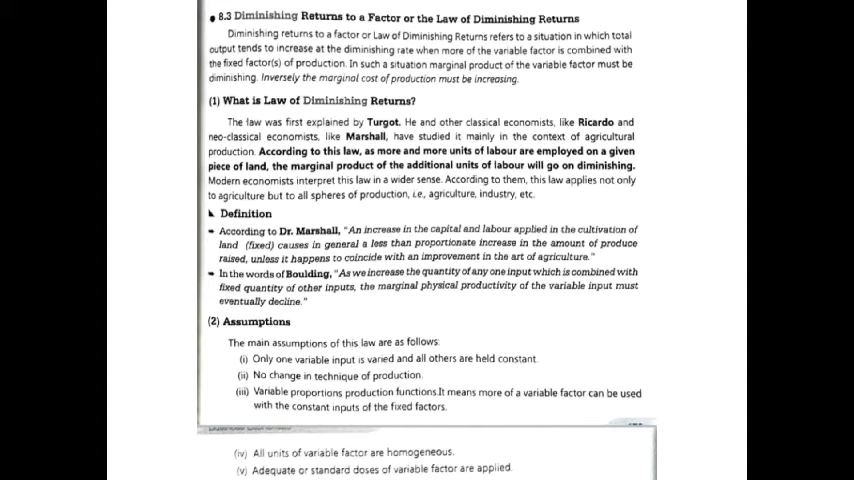 • 8.3 Diminishing Returns to a Factor or the Law of Diminishing Returns
Diminishing returns to a factor or Law of Diminishing Returns refers to a situation in which total
output tends to increase at the diminishing rate when more of the variable factor is combined with
the fixed factor(s) of production. In such a situation marginal product of the variable factor must be
diminishing. Inversely the marginal cost of production must be increasing.
(1) What is Law of Diminishing Returns?
The law was first explained by Turgot. He and other classical economists, like Ricardo and
neo-classical economists, like Marshall, have studied it mainly in the context of agricultural
production. According to this law, as more and more units of labour are employed on a given
piece of land, the marginal product of the additional units of labour will go on diminishing.
Modern economists interpret this law in a wider sense. According to them, this law applies not only
to agriculture but to all spheres of production, i.e., agriculture, industry, etc.
Definition
According to Dr. Marshall, "An increase in the capital and labour applied in the cultivation of
land (fixed) causes in general a less than proportionate increase in the amount of produce
raised, unless it happens to coincide with an improvement in the art of agriculture."
In the words of Boulding, "As we increase the quantity of any one input which is combined with
fixed quantity of other inputs, the marginal physical productivity of the variable input must
eventually decline."
(2) Assumptions
The main assumptions of this law are as follows:
(i) Only one variable input is varied and all others are held constant.
(ii) No change in technique of production.
(iii) Variable proportions production functions.It means more of a variable factor can be used
with the constant inputs of the fixed factors.
(iv) All units of variable factor are homogeneous.
(v) Adequate or standard doses of variable factor are applied.